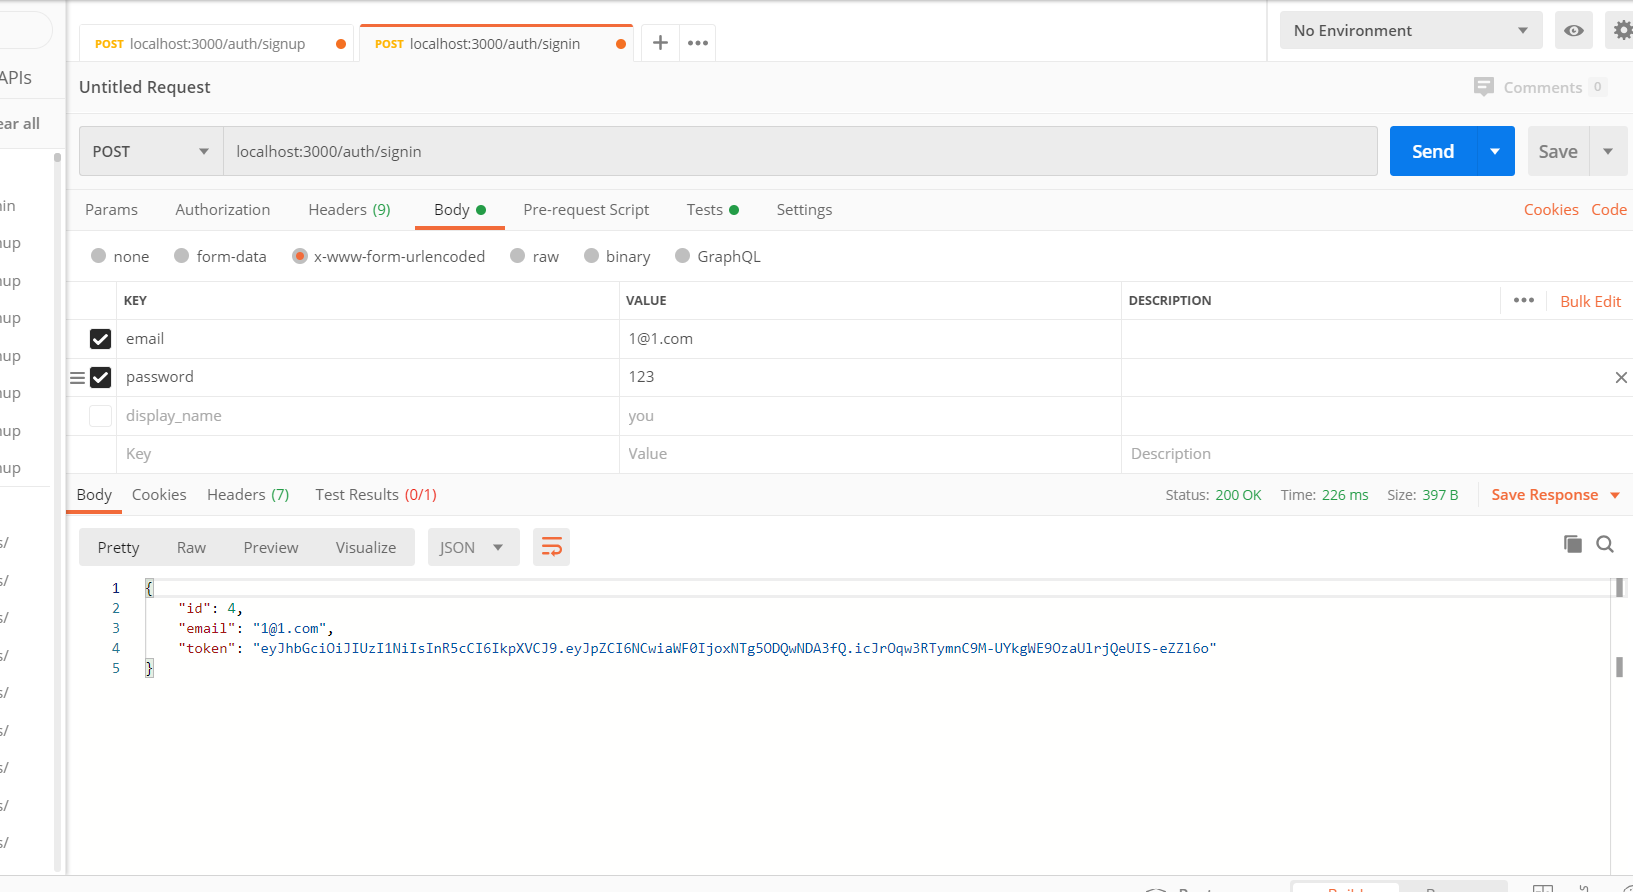 POST localhost:3000/auth/signup
POST localhost:3000/auth/signin
No Environment
APIs
Untitled Request
Comments 0
ear all
POST
localhost:3000/auth/signin
Send
Save
Params
Authorization
Headers (9)
Body
Pre-request Script
Tests
Settings
Cookies
Code
in
up
none
form-data
x-www-form-urlencoded
raw
binary
GraphQL
up
KEY
VALUE
DESCRIPTION
Bulk Edit
up
email
1@1.com
up
password
123
up
display_name
you
up
Key
Value
Description
up
Body
Cookies
Headers (7)
Test Results (0/1)
Status: 200 OK
Time: 226 ms
Size: 397 B
Save Response
s/
Pretty
Raw
Preview
Visualize
JSON
s/
1 {
2 "id": 4,
3 "email": "1@1.com",
4 "token": "eyJhbGciOiJIUzI1NiIsInR5cCI6IkpXVCJ9.eyJpZCI6NCwiaWF0IjoxNTg5ODQwNDA3fQ.icJrOqw3RTymnC9M-UYkgWE9OzaUlrjQeUIS-eZZl6o"
5 }
s/
s/
s/
s/
s/
s/
s/